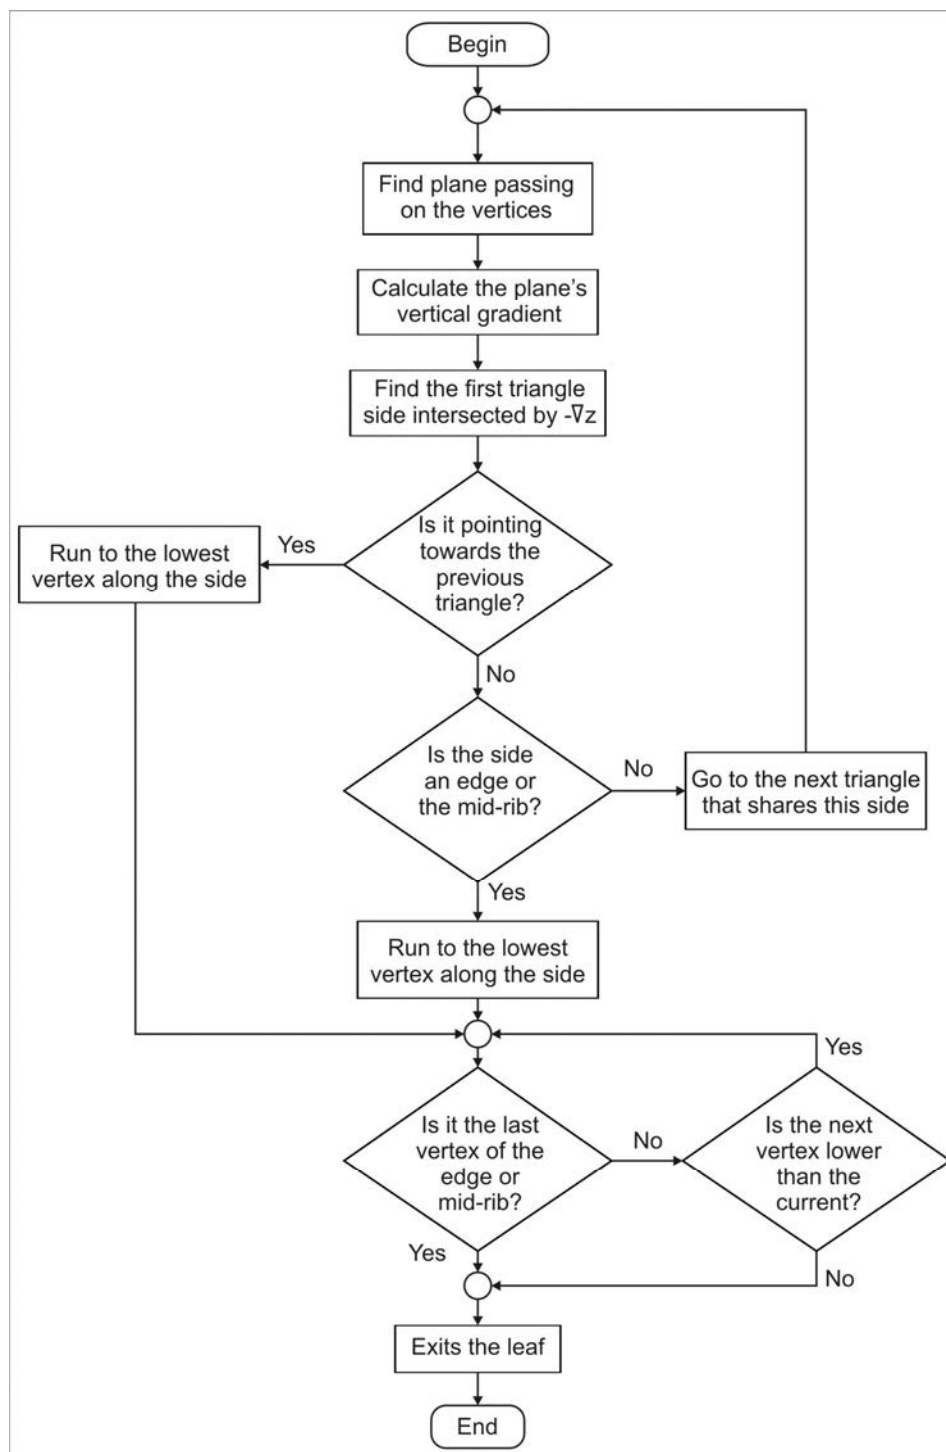 Begin
Find plane passing
on the vertices
Calculate the plane's
vertical gradient
Find the first triangle
side intersected by -∇z
Is it pointing
towards the
previous
triangle?
Yes
Run to the lowest
vertex along the side
No
Is the side
an edge or
the mid-rib?
No
Go to the next triangle
that shares this side
Yes
Run to the lowest
vertex along the side
Is it the last
vertex of the
edge or
mid-rib?
No
Is the next
vertex lower
than the
current?
Yes
Yes
No
Exits the leaf
End